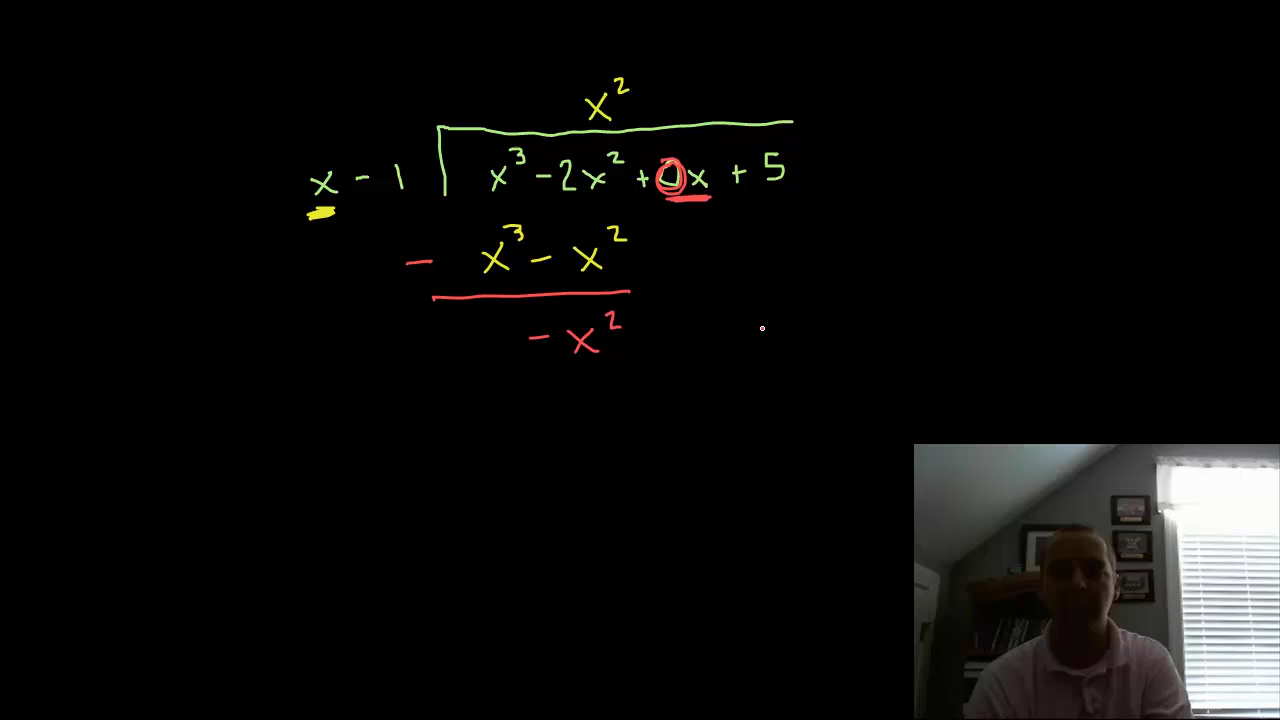 x²
x - 1 x³ - 2x² + 0x + 5
- x³ - x²
- x²